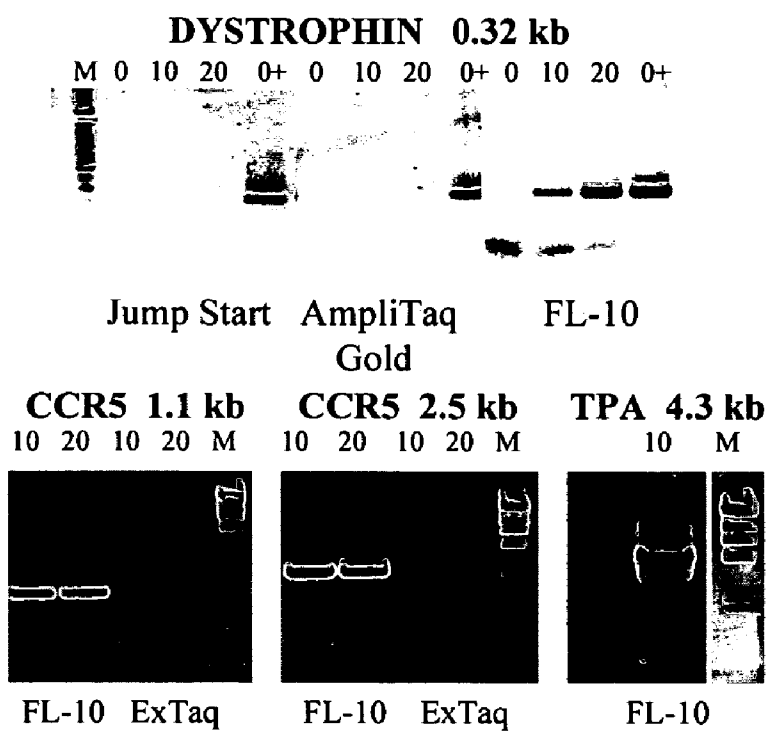 DYSTROPHIN 0.32 kb
M 0 10 20 0+ 0 10 20 0+ 0 10 20 0+
Jump Start AmpliTaq Gold FL-10
CCR5 1.1 kb CCR5 2.5 kb TPA 4.3 kb
10 20 10 20 M 10 20 10 20 M 10 M
FL-10 ExTaq FL-10 ExTaq FL-10